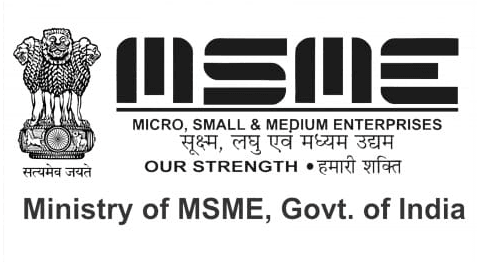 MSME
MICRO, SMALL & MEDIUM ENTERPRISES
सूक्ष्म, लघु एवं मध्यम उद्यम
OUR STRENGTH • हमारी शक्ति
सत्यमेव जयते
Ministry of MSME, Govt. of India